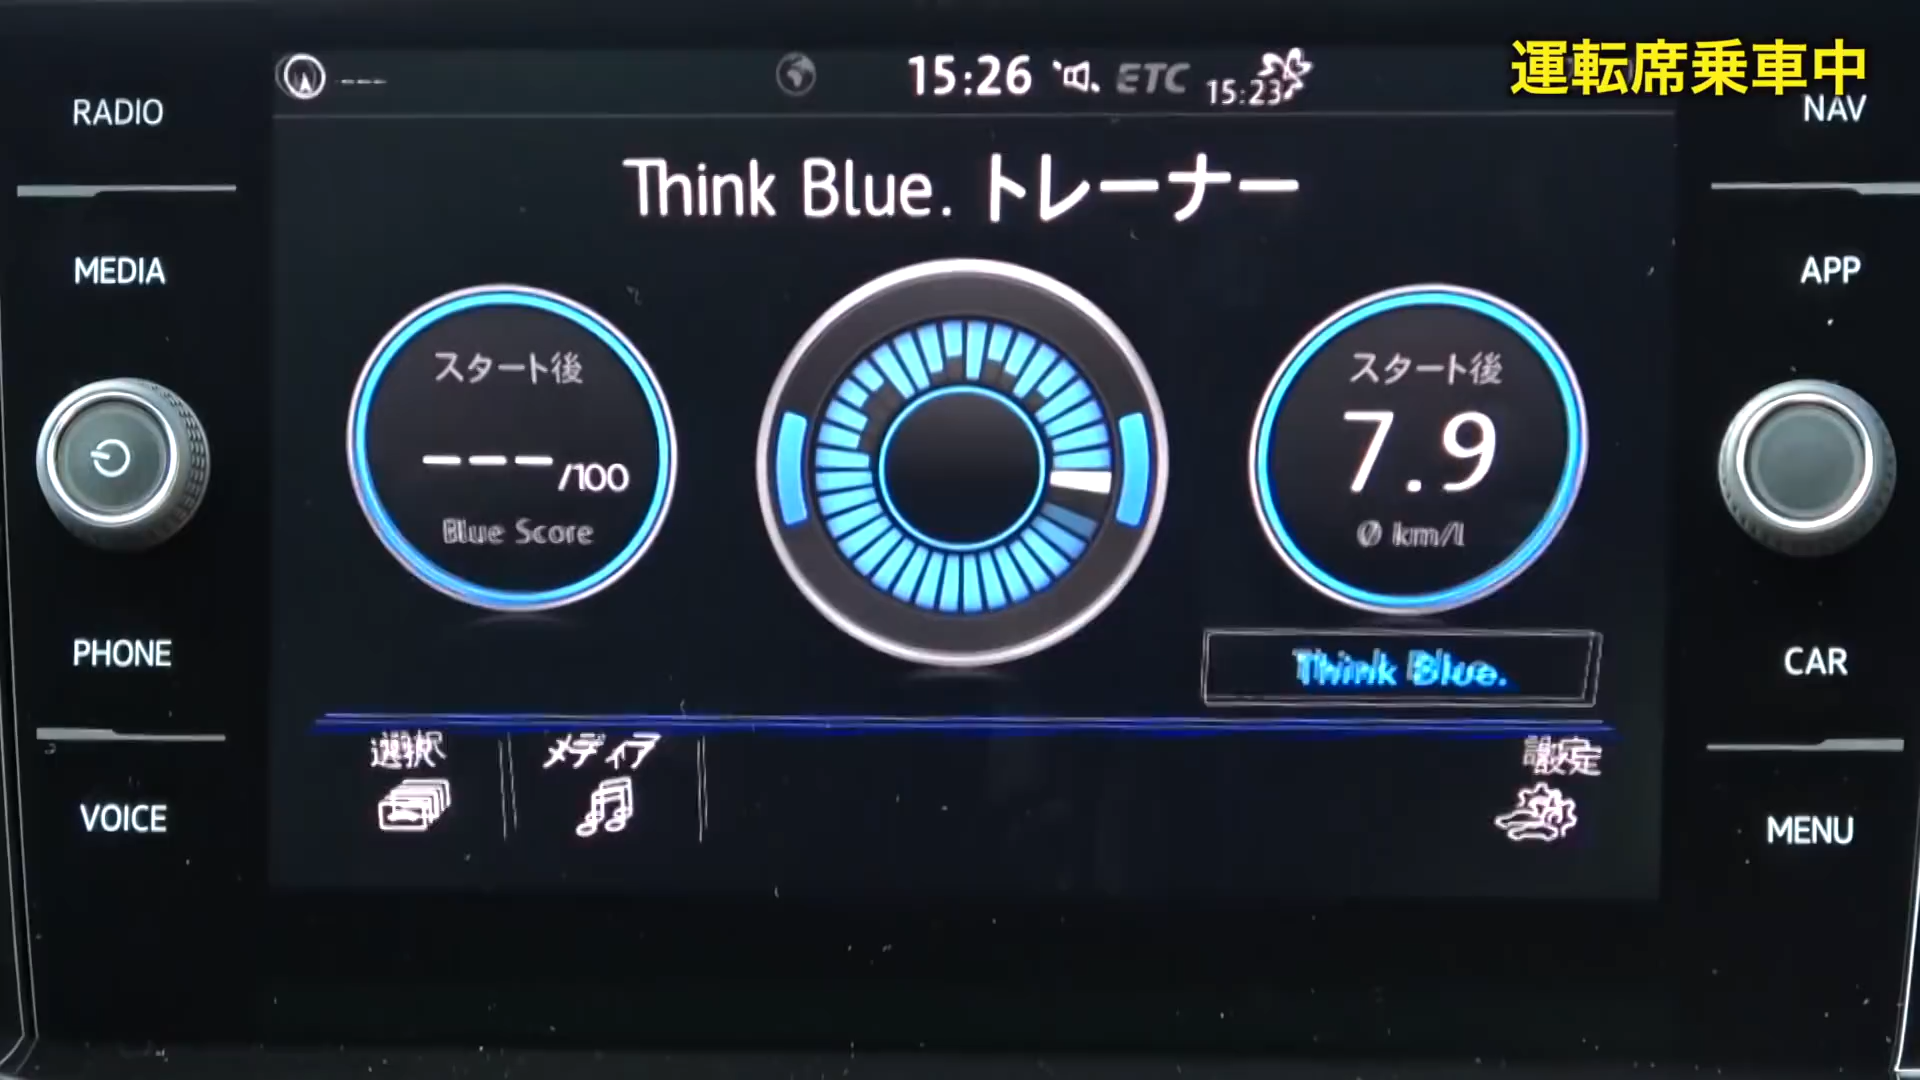 運転席乗車中
--- 15:26 ETC 15:23
Think Blue. トレーナー
スタート後
---/100
Blue Score
スタート後
7.9
Ø km/l
Think Blue.
選択
メディア
設定
RADIO
MEDIA
PHONE
VOICE
NAV
APP
CAR
MENU